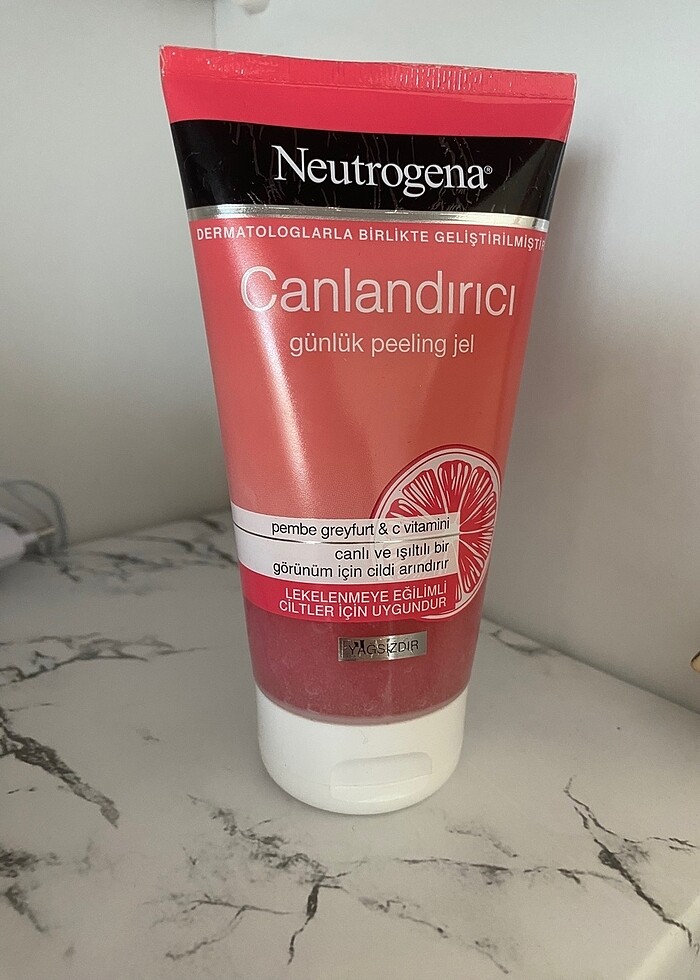 Neutrogena®
DERMATOLOGLARLA BİRLİKTE GELİŞTİRİLMİŞTİR
Canlandırıcı
günlük peeling jel
pembe greyfurt & c vitamini
canlı ve ışıltılı bir
görünüm için cildi arındırır
LEKELENMEYE EĞİLİMLİ
CİLTLER İÇİN UYGUNDUR
YAĞSIZDIR